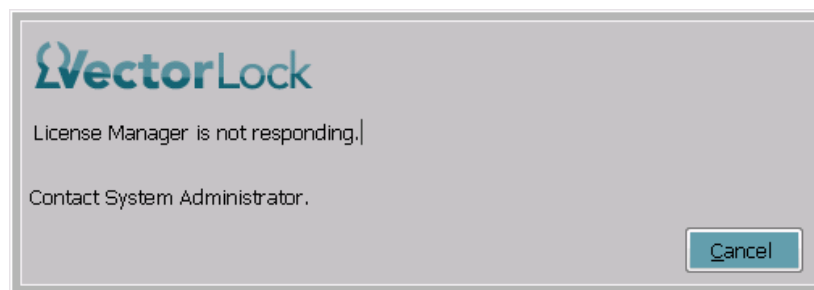 VectorLock
License Manager is not responding.
Contact System Administrator.
Cancel